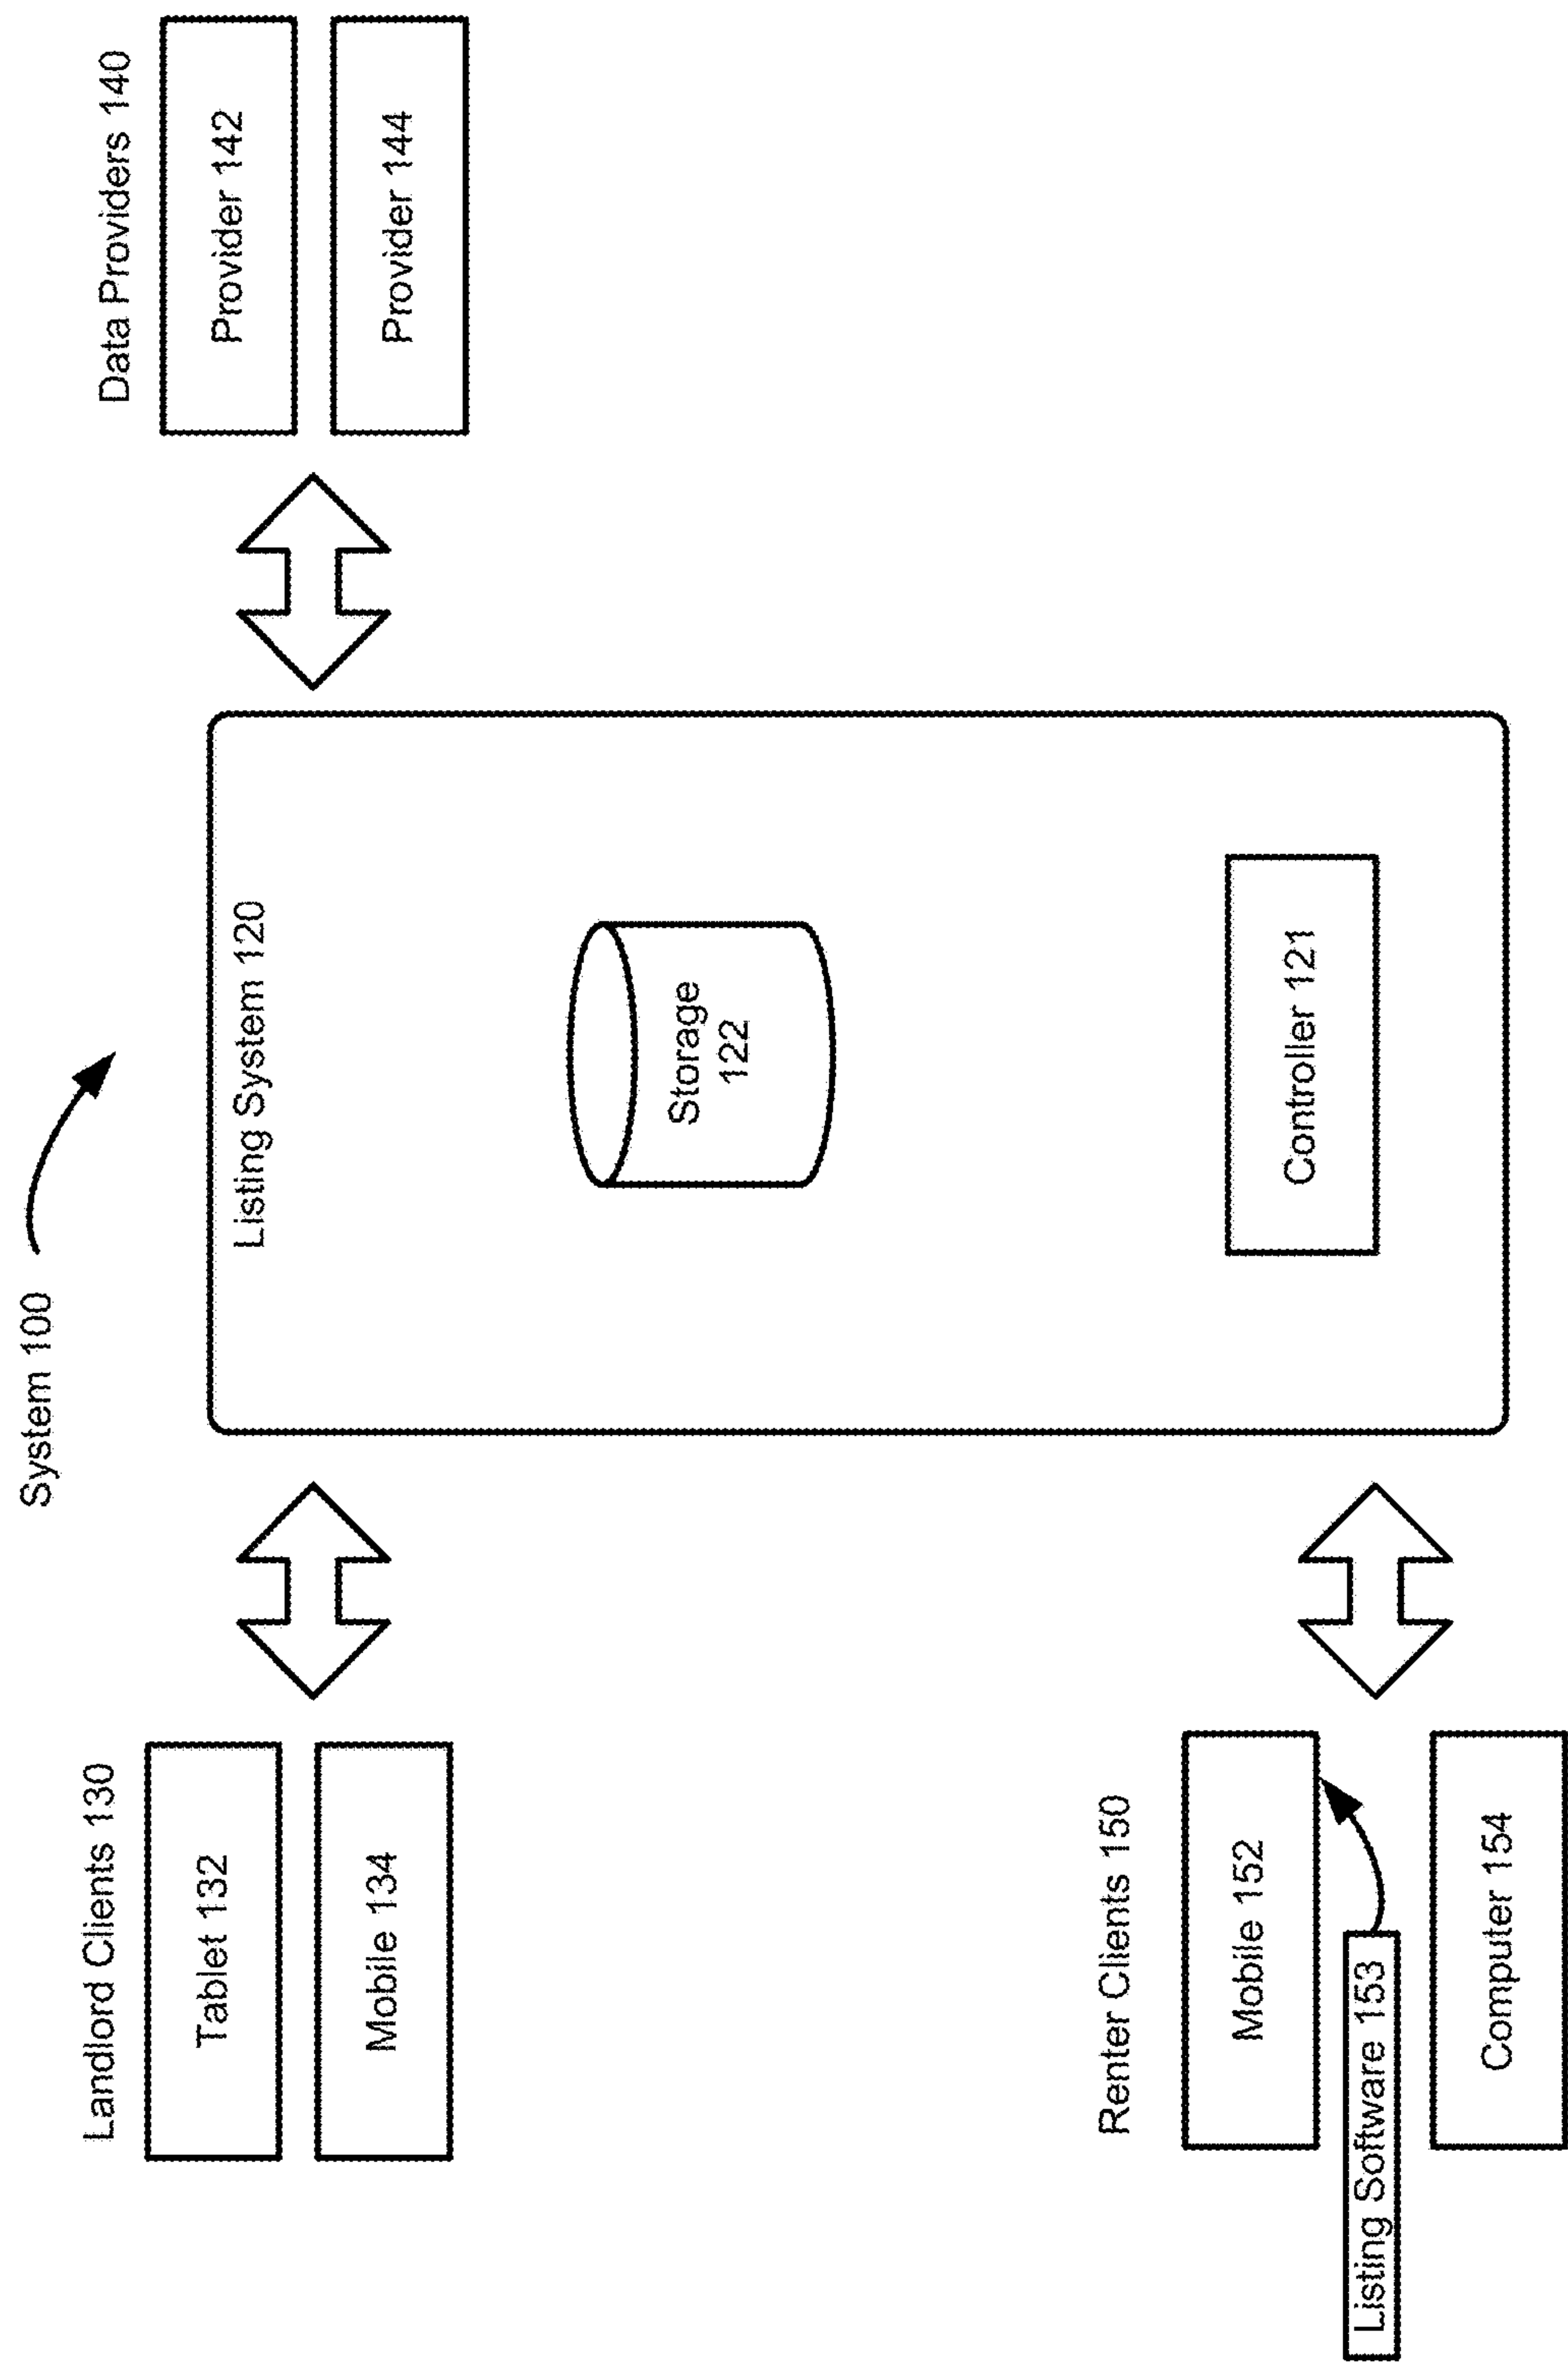 System 100
Landlord Clients 130
Tablet 132
Mobile 134
Listing System 120
Storage
122
Controller 121
Data Providers 140
Provider 142
Provider 144
Renter Clients 150
Mobile 152
Listing Software 153
Computer 154